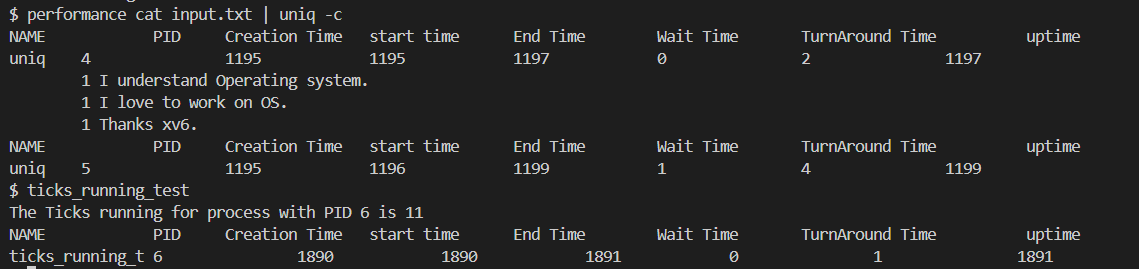 $ performance cat input.txt | uniq -c
NAME PID Creation Time start time End Time Wait Time TurnAround Time uptime
uniq 4 1195 1195 1197 0 2 1197
1 I understand Operating system.
1 I love to work on OS.
1 Thanks xv6.
NAME PID Creation Time start time End Time Wait Time TurnAround Time uptime
uniq 5 1195 1196 1199 1 4 1199
$ ticks_running_test
The Ticks running for process with PID 6 is 11
NAME PID Creation Time start time End Time Wait Time TurnAround Time uptime
ticks_running_t 6 1890 1890 1891 0 1 1891